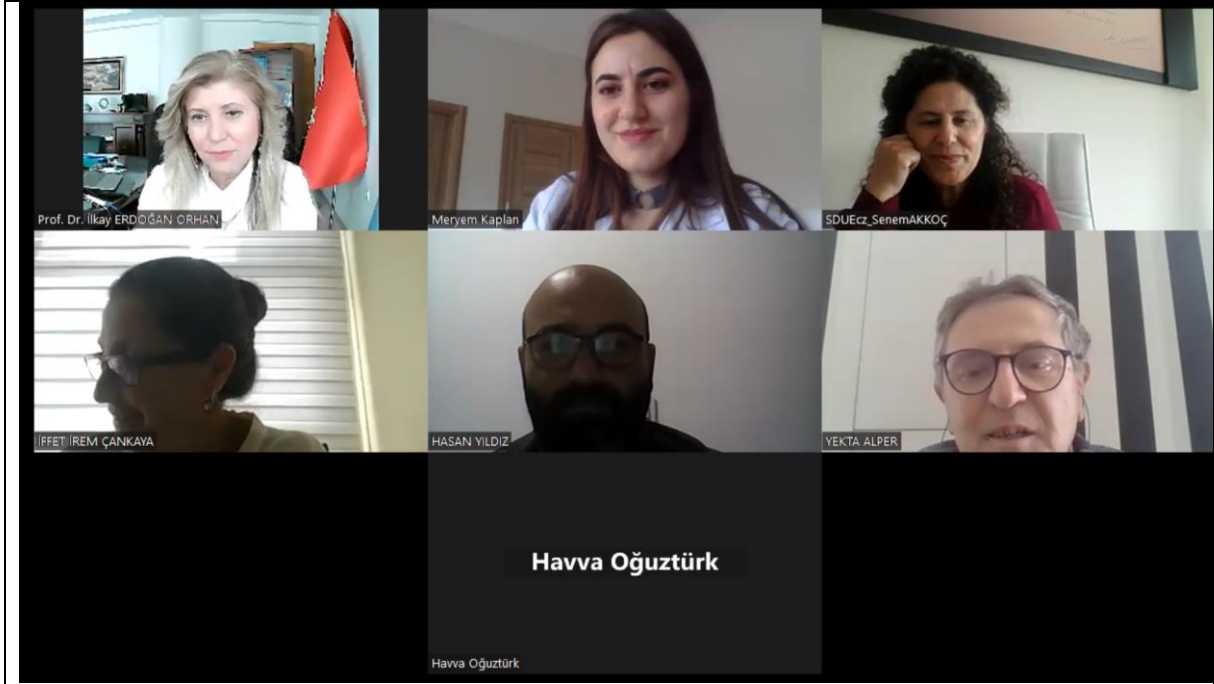 Prof. Dr. İlkay ERDOĞAN ORHAN
Meryem Kaplan
SDUEcz_SenemAKKOÇ
İFFET İREM ÇANKAYA
HASAN YILDIZ
YEKTA ALPER
Havva Oğuztürk
Havva Oğuztürk